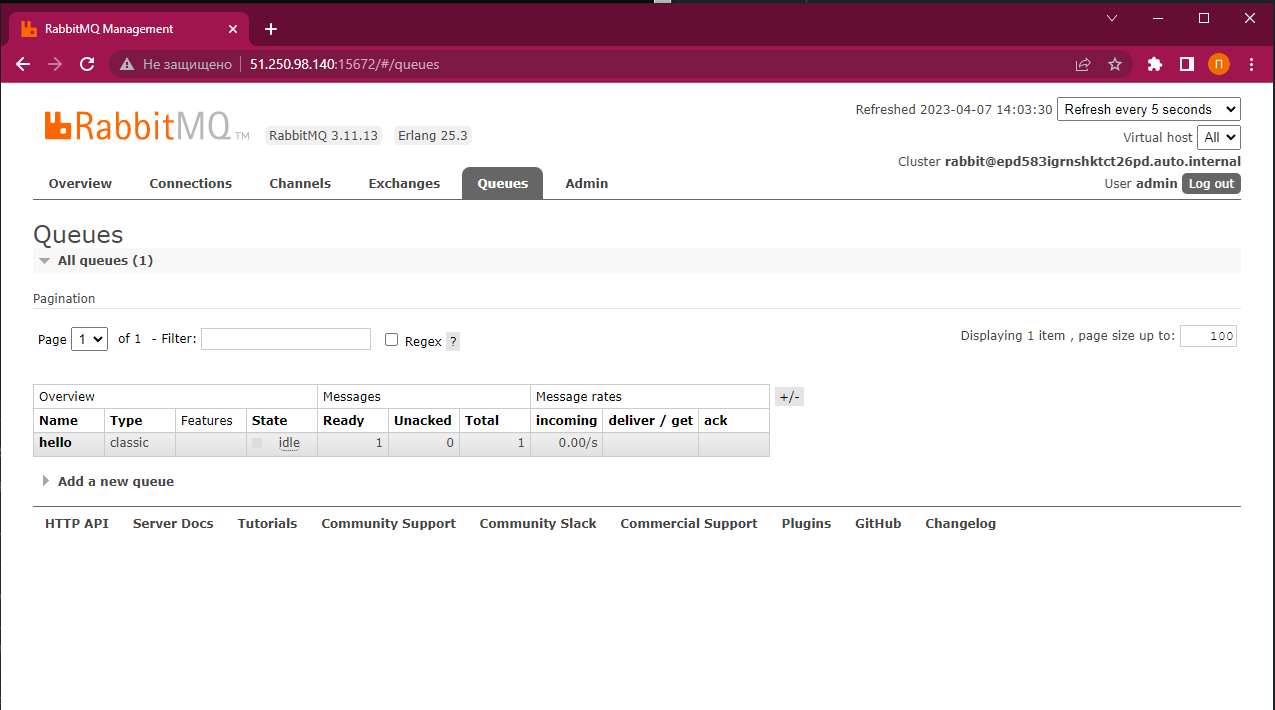 RabbitMQ Management
Не защищено 51.250.98.140:15672/#/queues П
Refreshed 2023-04-07 14:03:30 Refresh every 5 seconds
RabbitMQ TM RabbitMQ 3.11.13 Erlang 25.3
Virtual host All
Cluster rabbit@epd583igrnshktct26pd.auto.internal
User admin Log out
Overview Connections Channels Exchanges Queues Admin
Queues
All queues (1)
Pagination
Page 1 of 1 - Filter: Regex ? Displaying 1 item , page size up to: 100
Overview Messages Message rates +/-
Name Type Features State Ready Unacked Total incoming deliver / get ack
hello classic idle 1 0 1 0.00/s
Add a new queue
HTTP API Server Docs Tutorials Community Support Community Slack Commercial Support Plugins GitHub Changelog